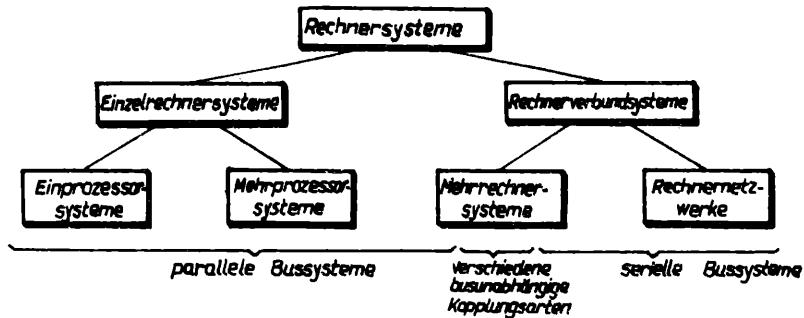 Rechnersysteme
Einzelrechnersysteme
Rechnerverbundsysteme
Einprozessor-
systeme
Mehrprozessor-
systeme
Mehrrechner-
systeme
Rechnernetz-
werke
parallele Bussysteme
verschiedene
busunabhängige
Kopplungsarten
serielle Bussysteme